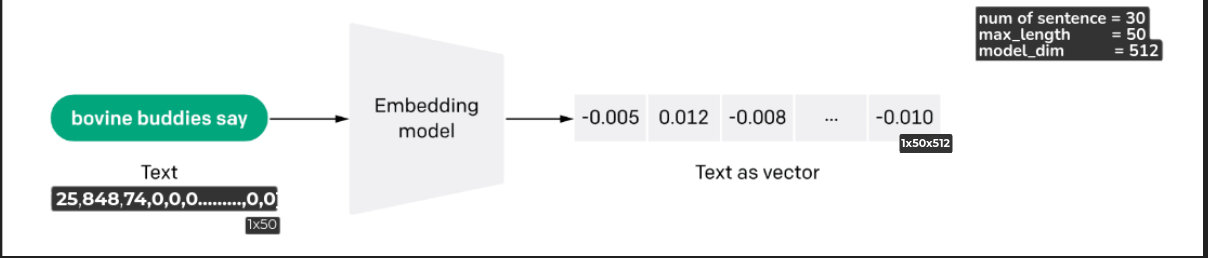 num of sentence = 30
max_length = 50
model_dim = 512
bovine buddies say
Embedding
model
-0.005 0.012 -0.008 ... -0.010
1x50x512
Text
Text as vector
25,848,74,0,0,0.........,0,0
1x50